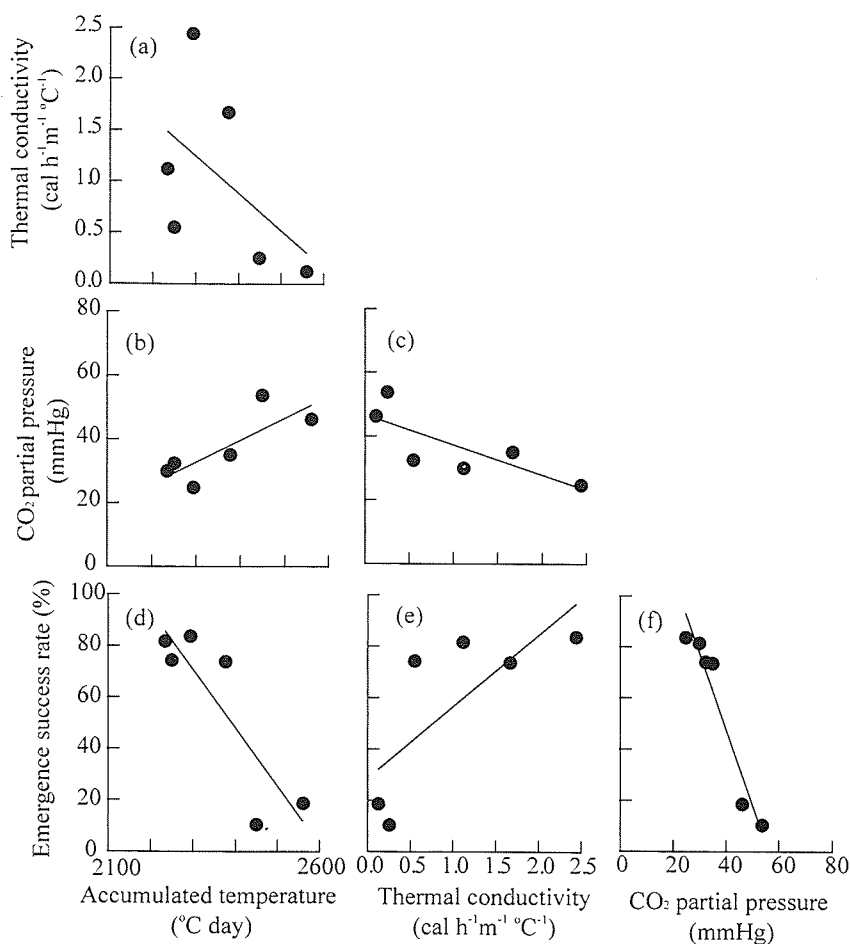 Thermal conductivity
(cal h⁻¹m⁻¹ °C⁻¹)
2.5
2.0
1.5
1.0
0.5
0.0
(a)
CO₂ partial pressure
(mmHg)
80
60
40
20
0
(b)
(c)
Emergence success rate (%)
100
80
60
40
20
0
(d)
(e)
(f)
2100
2600
0.0
0.5
1.0
1.5
2.0
2.5
0
20
40
60
80
Accumulated temperature
(°C day)
Thermal conductivity
(cal h⁻¹m⁻¹ °C⁻¹)
CO₂ partial pressure
(mmHg)